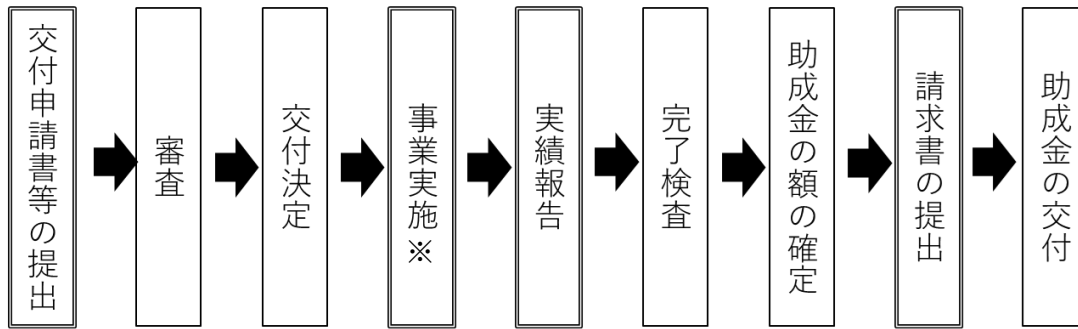 交付申請書等の提出
審査
交付決定
事業実施※
実績報告
完了検査
助成金の額の確定
請求書の提出
助成金の交付